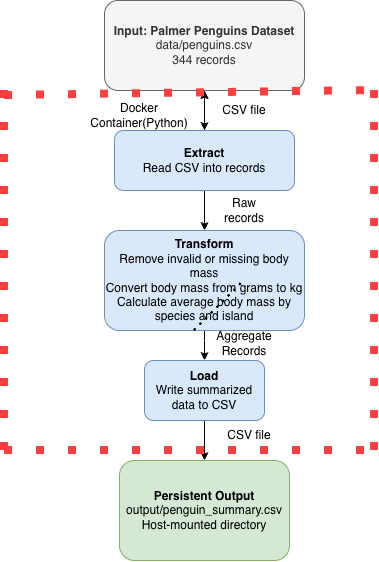 Input: Palmer Penguins Dataset
data/penguins.csv
344 records
Docker
Container(Python)
CSV file
Extract
Read CSV into records
Raw
records
Transform
Remove invalid or missing body
mass
Convert body mass from grams to kg
Calculate average body mass by
species and island
Aggregate
Records
Load
Write summarized
data to CSV
CSV file
Persistent Output
output/penguin_summary.csv
Host-mounted directory